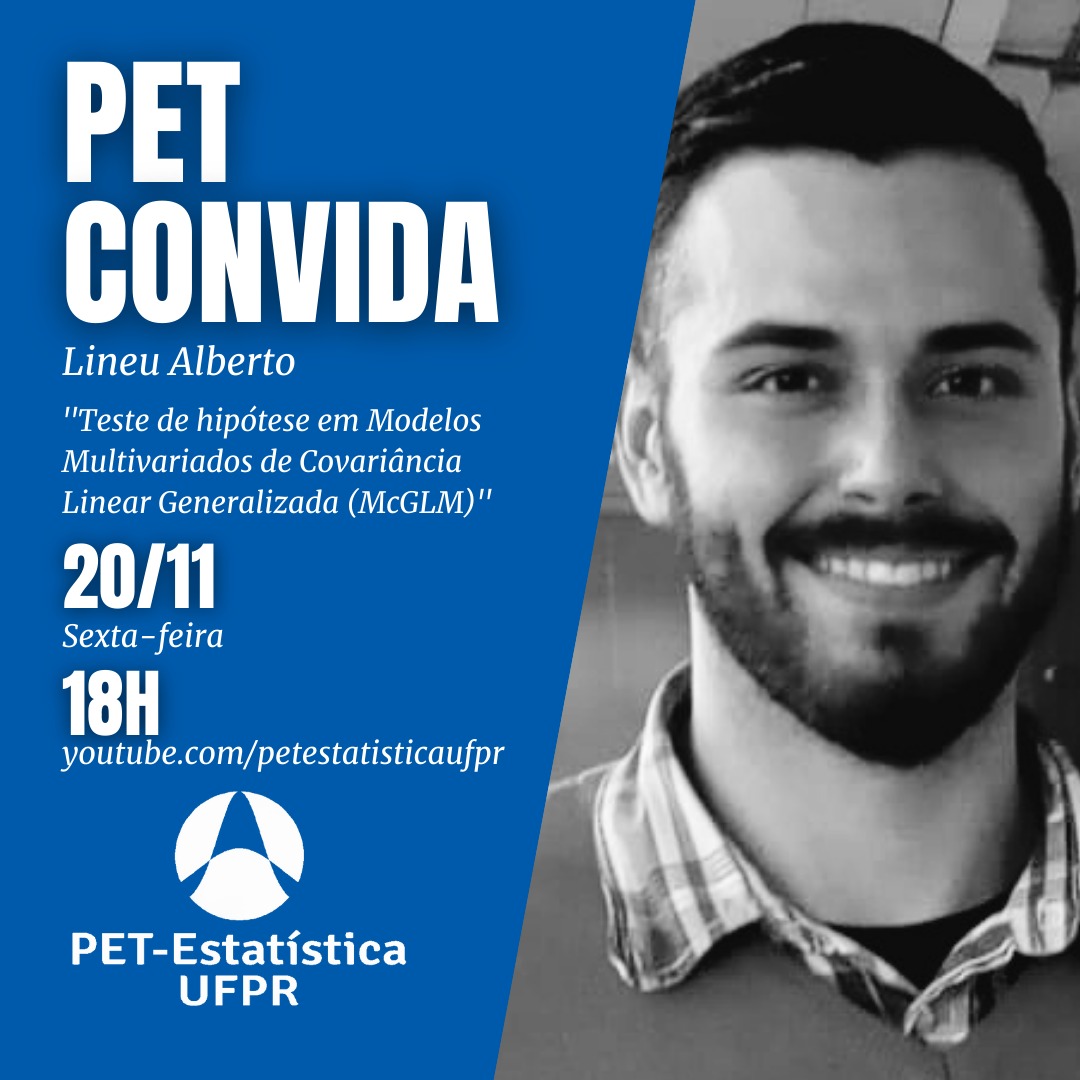 PET
CONVIDA
Lineu Alberto
"Teste de hipótese em Modelos
Multivariados de Covariância
Linear Generalizada (McGLM)"
20/11
Sexta-feira
18H
youtube.com/petestatisticaufpr
PET-Estatística
UFPR